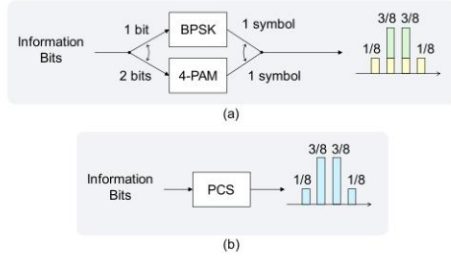 1 bit
BPSK
1 symbol
Information
Bits
2 bits
4-PAM
1 symbol
3/8 3/8
1/8
1/8
(a)
Information
Bits
PCS
3/8 3/8
1/8
1/8
(b)